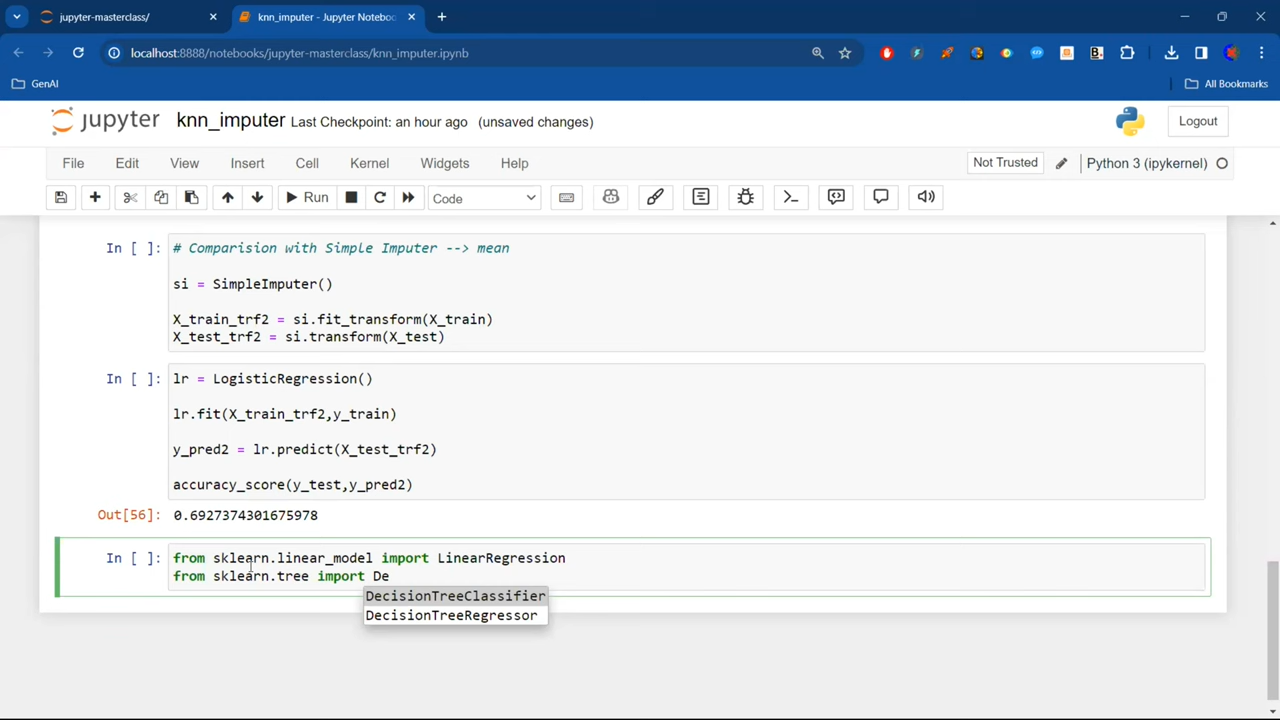 jupyter-masterclass/
knn_imputer - Jupyter Noteboo
localhost:8888/notebooks/jupyter-masterclass/knn_imputer.ipynb
GenAI
All Bookmarks
jupyter knn_imputer Last Checkpoint: an hour ago (unsaved changes)
Logout
File Edit View Insert Cell Kernel Widgets Help
Not Trusted
Python 3 (ipykernel)
Run
Code
In [ ]:
# Comparision with Simple Imputer --> mean
si = SimpleImputer()
X_train_trf2 = si.fit_transform(X_train)
X_test_trf2 = si.transform(X_test)
In [ ]:
lr = LogisticRegression()
lr.fit(X_train_trf2,y_train)
y_pred2 = lr.predict(X_test_trf2)
accuracy_score(y_test,y_pred2)
Out[56]: 0.6927374301675978
In [ ]:
from sklearn.linear_model import LinearRegression
from sklearn.tree import De
DecisionTreeClassifier
DecisionTreeRegressor